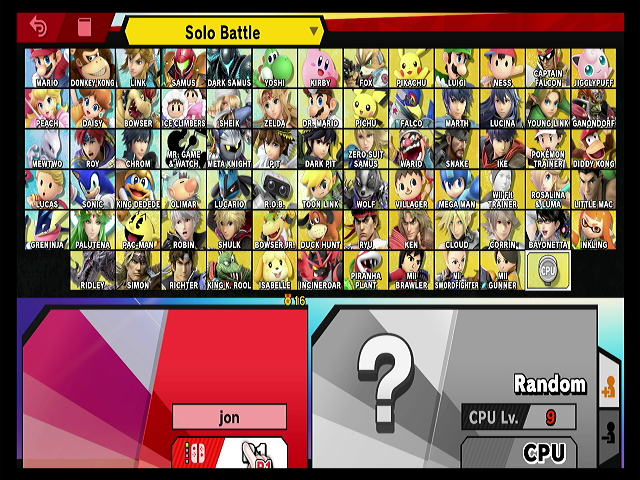 Solo Battle
MARIO DONKEY KONG LINK SAMUS DARK SAMUS YOSHI KIRBY FOX PIKACHU LUIGI NESS CAPTAIN FALCON JIGGLYPUFF
PEACH DAISY BOWSER ICE CLIMBERS SHEIK ZELDA DR. MARIO PICHU FALCO MARTH LUCINA YOUNG LINK GANONDORF
MEWTWO ROY CHROM MR. GAME & WATCH META KNIGHT PIT DARK PIT ZERO SUIT SAMUS WARIO SNAKE IKE POKÉMON TRAINER DIDDY KONG
LUCAS SONIC KING DEDEDE OLIMAR LUCARIO R.O.B. TOON LINK WOLF VILLAGER MEGA MAN WII FIT TRAINER ROSALINA & LUMA LITTLE MAC
GRENINJA PALUTENA PAC-MAN ROBIN SHULK BOWSER JR. DUCK HUNT RYU KEN CLOUD CORRIN BAYONETTA INKLING
RIDLEY SIMON RICHTER KING K. ROOL ISABELLE INCINEROAR PIRANHA PLANT MII BRAWLER MII SWORDFIGHTER MII GUNNER CPU
16
jon
P1
?
Random
CPU Lv. 9
CPU